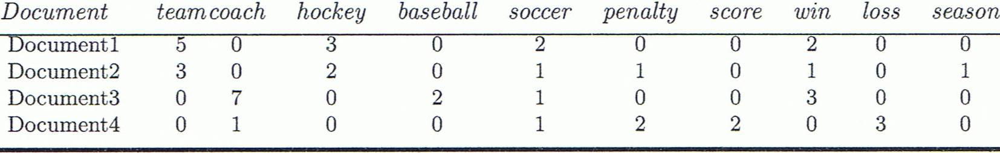 Document team coach hockey baseball soccer penalty score win loss season
Document1 5 0 3 0 2 0 0 2 0 0
Document2 3 0 2 0 1 1 0 1 0 1
Document3 0 7 0 2 1 0 0 3 0 0
Document4 0 1 0 0 1 2 2 0 3 0